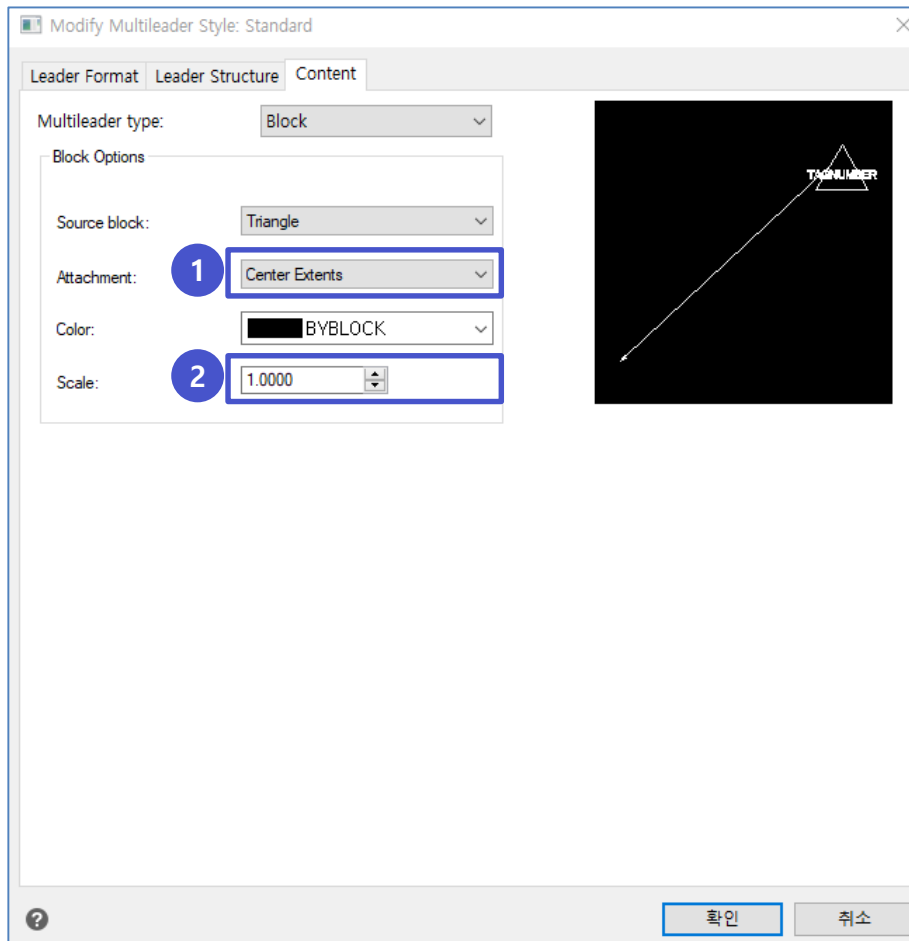 Modify Multileader Style: Standard
Leader Format Leader Structure Content
Multileader type: Block
Block Options
Source block: Triangle
1
Attachment: Center Extents
Color: BYBLOCK
2
Scale: 1.0000
TAGNUMBER
?
확인 취소